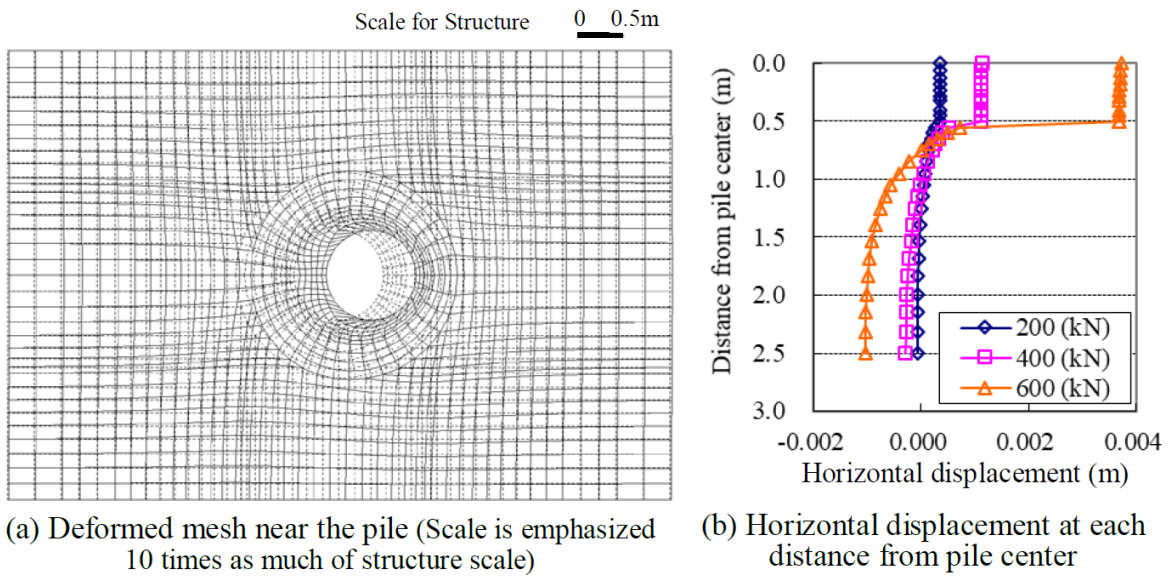 Scale for Structure 0 0.5m
(a) Deformed mesh near the pile (Scale is emphasized
10 times as much of structure scale)
Distance from pile center (m)
0.0
0.5
1.0
1.5
2.0
2.5
3.0
200 (kN)
400 (kN)
600 (kN)
-0.002 0.000 0.002 0.004
Horizontal displacement (m)
(b) Horizontal displacement at each
distance from pile center